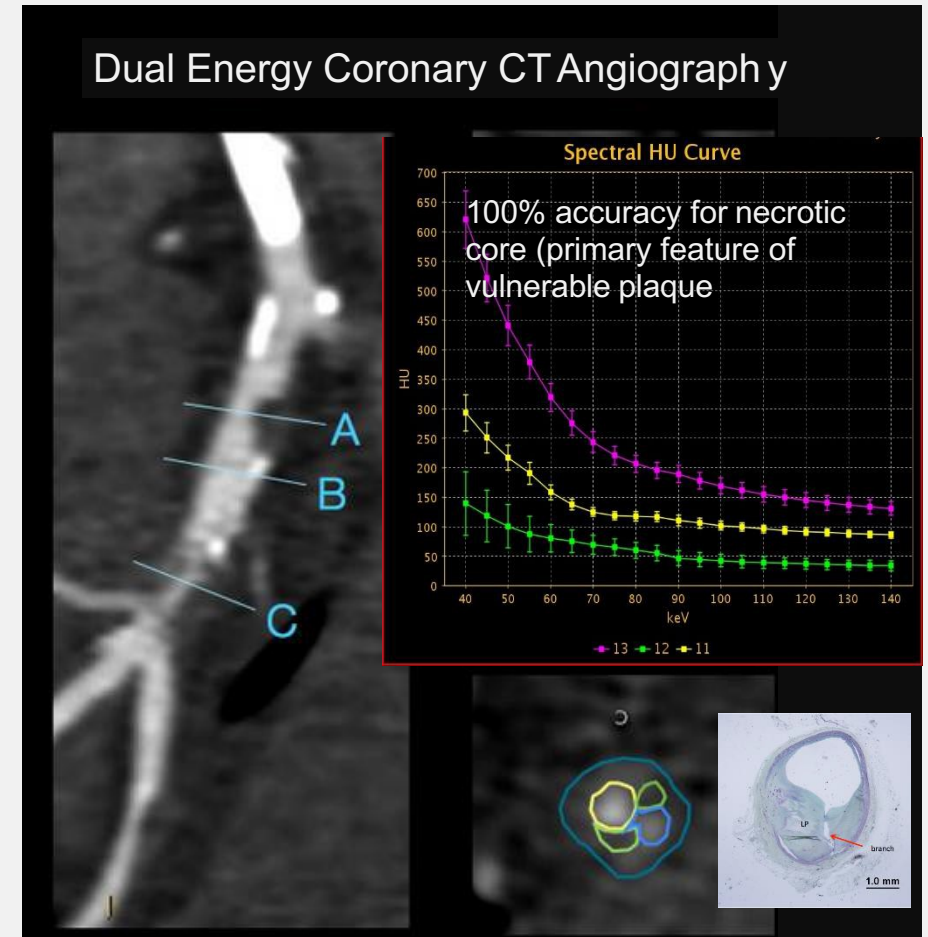 Dual Energy Coronary CT Angiograph y
Spectral HU Curve
100% accuracy for necrotic
core (primary feature of
vulnerable plaque
700
650
600
550
500
450
400
350
300
250
200
150
100
50
0
HU
40 50 60 70 80 90 100 110 120 130 140
keV
13 12 11
A
B
C
LP
branch
1.0 mm